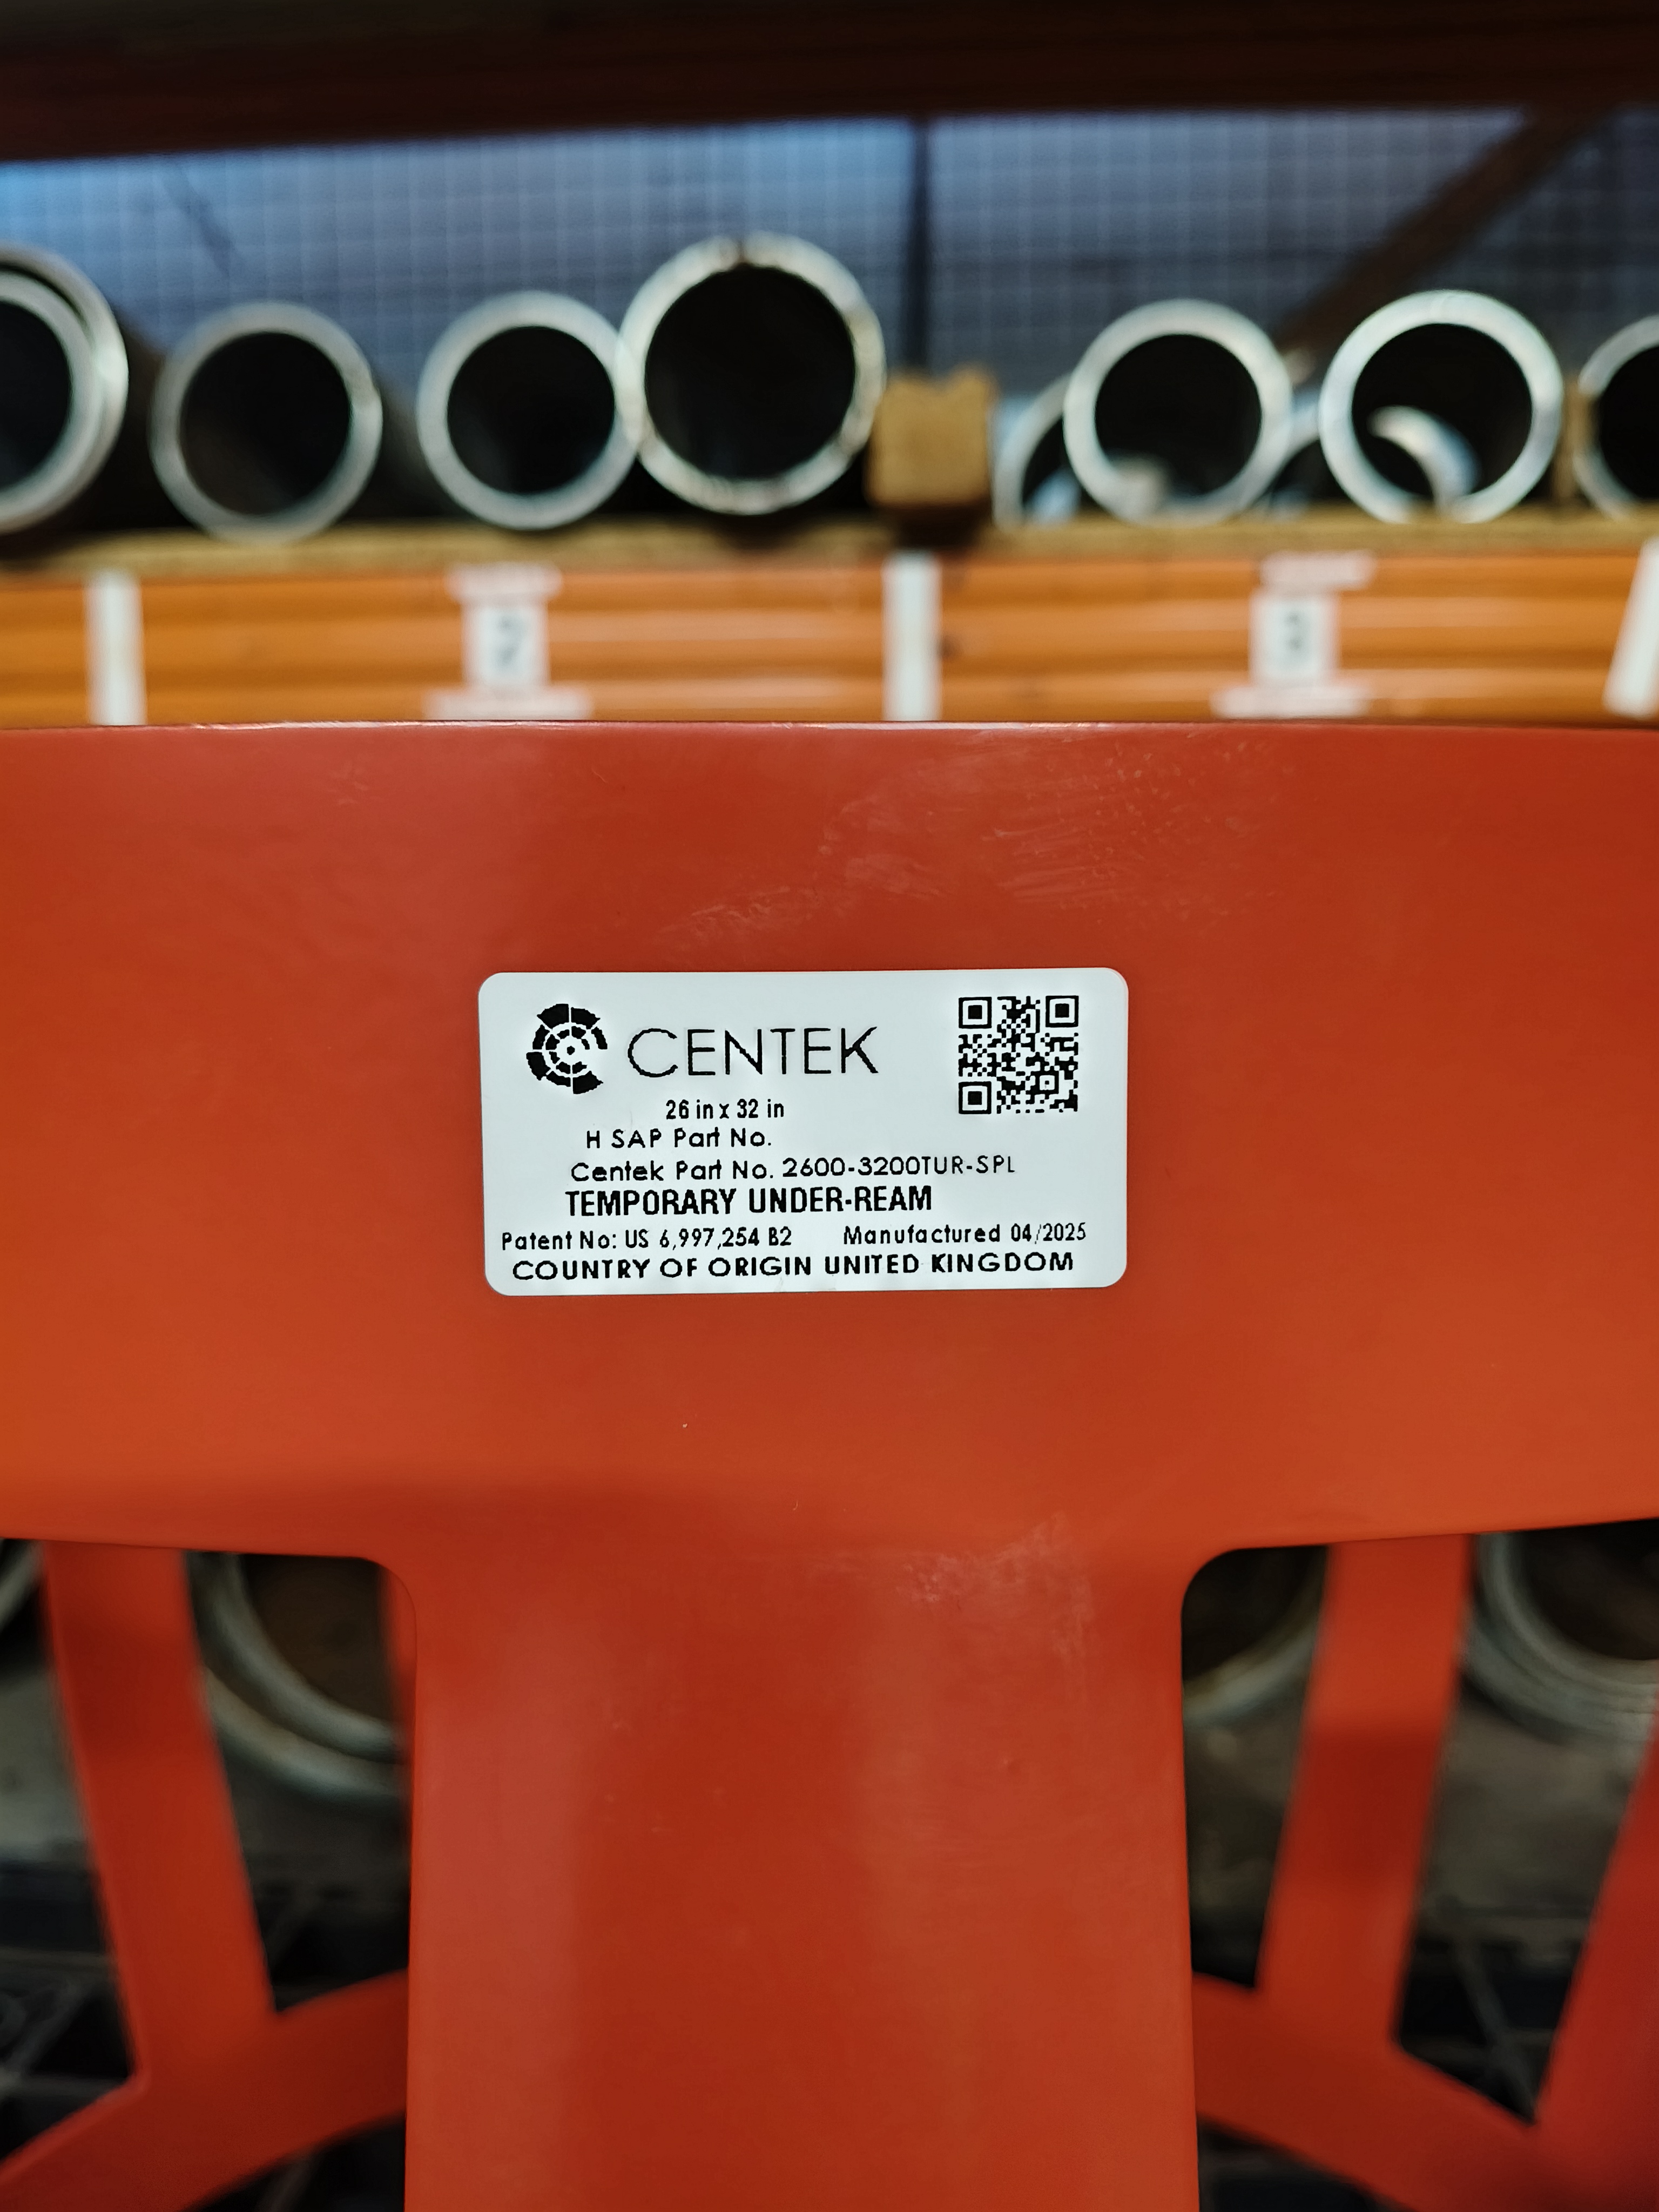 CENTEK
26 in x 32 in
H SAP Part No.
Centek Part No. 2600-3200TUR-SPL
TEMPORARY UNDER-REAM
Patent No: US 6,997,254 B2 Manufactured 04/2025
COUNTRY OF ORIGIN UNITED KINGDOM